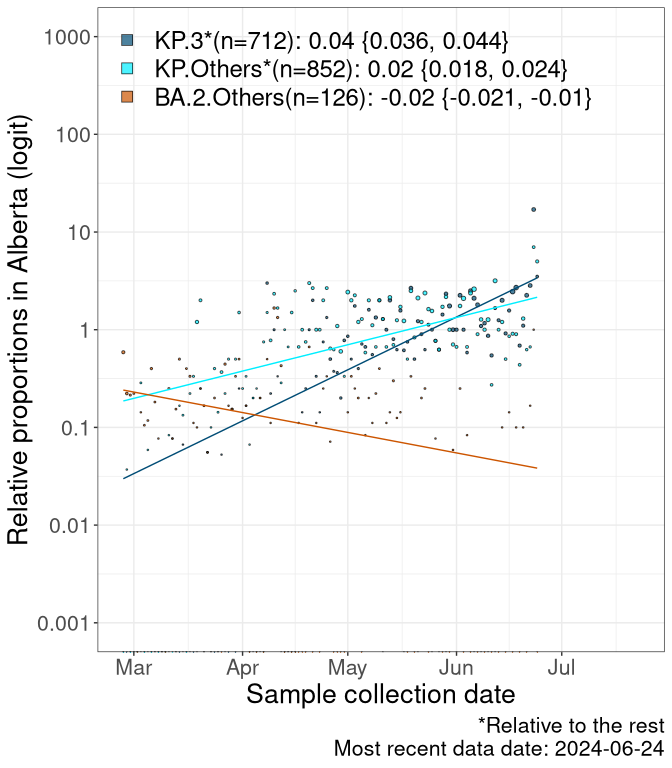 KP.3*(n=712): 0.04 {0.036, 0.044}
KP.Others*(n=852): 0.02 {0.018, 0.024}
BA.2.Others(n=126): -0.02 {-0.021, -0.01}
Relative proportions in Alberta (logit)
1000
100
10
1
0.1
0.01
0.001
Mar Apr May Jun Jul
Sample collection date
*Relative to the rest
Most recent data date: 2024-06-24